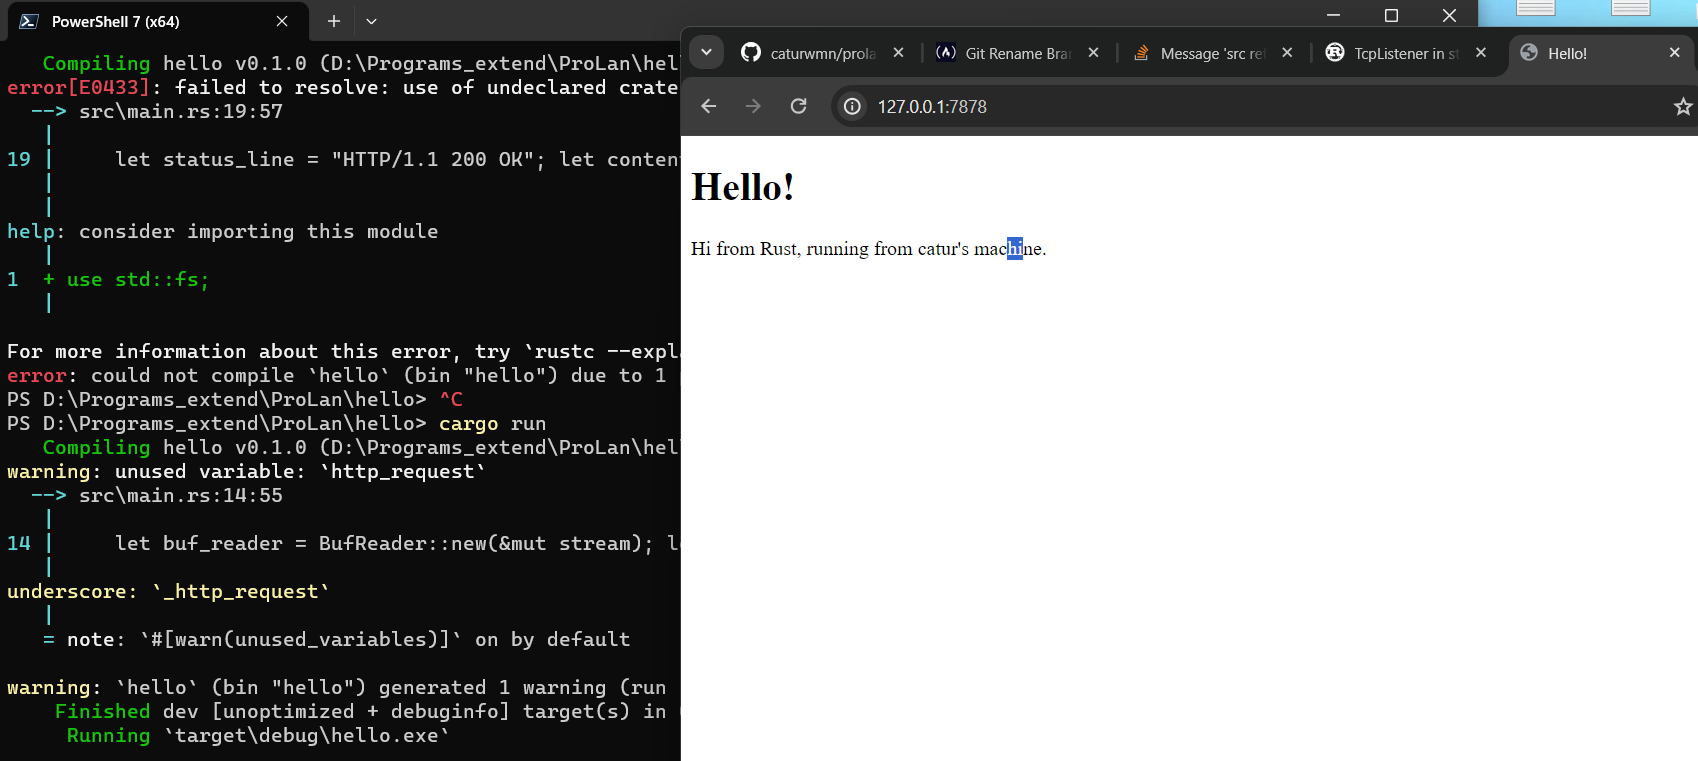 PowerShell 7 (x64)
Compiling hello v0.1.0 (D:\Programs_extend\ProLan\hel
error[E0433]: failed to resolve: use of undeclared crate
--> src\main.rs:19:57
|
19 |     let status_line = "HTTP/1.1 200 OK"; let conten
|
|
help: consider importing this module
|
1  + use std::fs;
|
For more information about this error, try `rustc --expl
error: could not compile `hello` (bin "hello") due to 1
PS D:\Programs_extend\ProLan\hello> ^C
PS D:\Programs_extend\ProLan\hello> cargo run
Compiling hello v0.1.0 (D:\Programs_extend\ProLan\hel
warning: unused variable: `http_request`
--> src\main.rs:14:55
|
14 |     let buf_reader = BufReader::new(&mut stream); l
|
underscore: `_http_request`
|
= note: `#[warn(unused_variables)]` on by default
warning: `hello` (bin "hello") generated 1 warning (run
Finished dev [unoptimized + debuginfo] target(s) in
Running `target\debug\hello.exe`
caturwmn/prola
Git Rename Bran
Message 'src ref
TcpListener in st
Hello!
127.0.0.1:7878
Hello!
Hi from Rust, running from catur's machine.